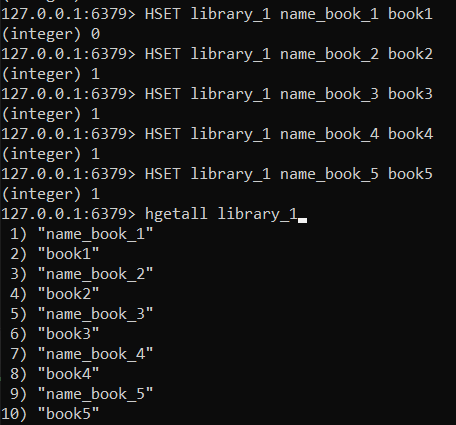 127.0.0.1:6379> HSET library_1 name_book_1 book1
(integer) 0
127.0.0.1:6379> HSET library_1 name_book_2 book2
(integer) 1
127.0.0.1:6379> HSET library_1 name_book_3 book3
(integer) 1
127.0.0.1:6379> HSET library_1 name_book_4 book4
(integer) 1
127.0.0.1:6379> HSET library_1 name_book_5 book5
(integer) 1
127.0.0.1:6379> hgetall library_1
 1) "name_book_1"
 2) "book1"
 3) "name_book_2"
 4) "book2"
 5) "name_book_3"
 6) "book3"
 7) "name_book_4"
 8) "book4"
 9) "name_book_5"
10) "book5"